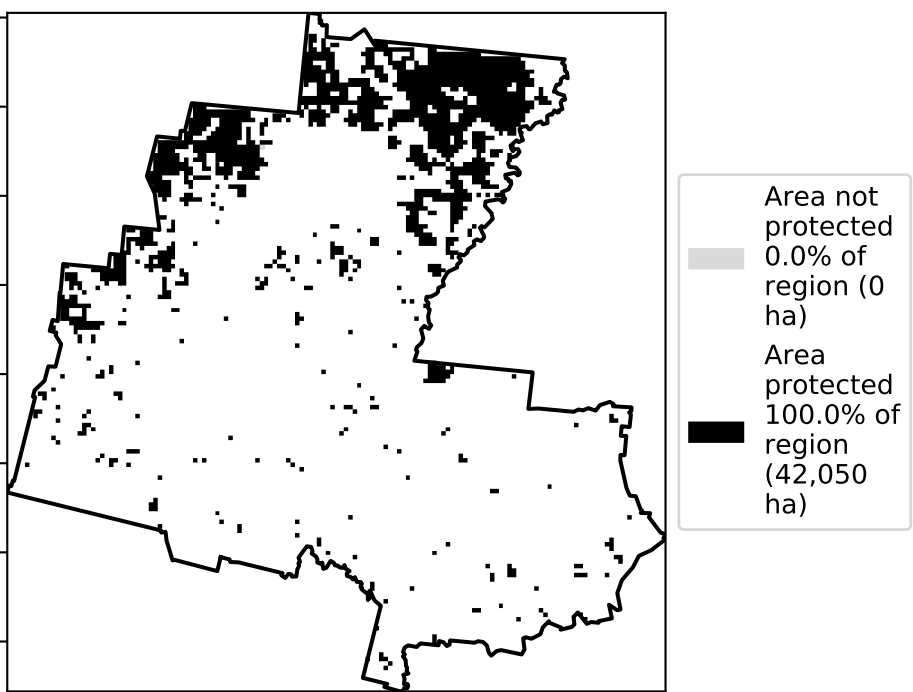 Area not
protected
0.0% of
region (0
ha)
Area
protected
100.0% of
region
(42,050
ha)